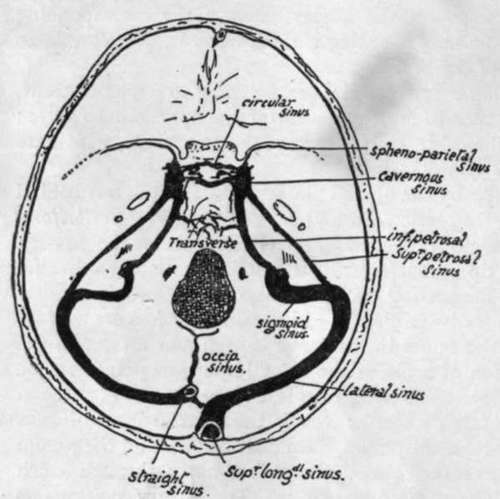 circular
sinus
spheno-parietal
sinus
cavernous
sinus
Transverse
inf. petrosal
Supr petrosal
sinus
sigmoid
sinus.
occip.
sinus.
lateral sinus
straight
sinus.
Supr longdl sinus.